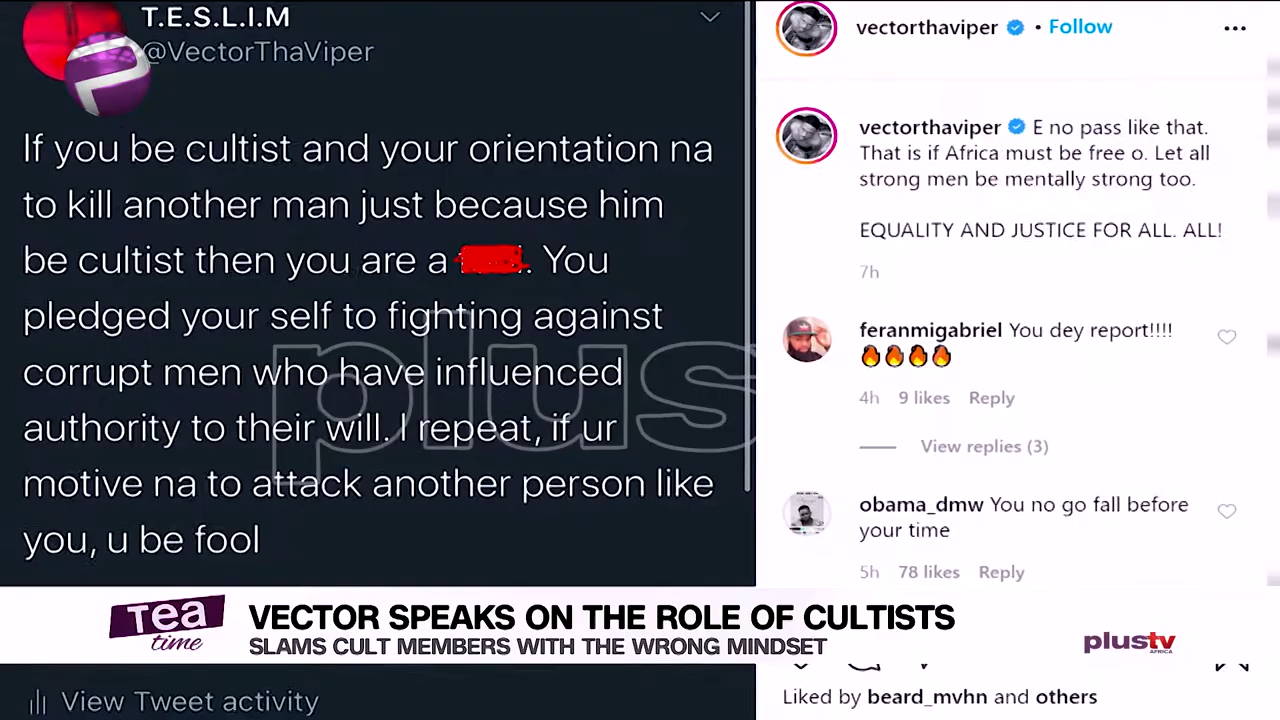 T.E.S.L.I.M
@VectorThaViper
If you be cultist and your orientation na
to kill another man just because him
be cultist then you are a . You
pledged your self to fighting against
corrupt men who have influenced
authority to their will. I repeat, if ur
motive na to attack another person like
you, u be fool
View Tweet activity
plus
vectorthaviper • Follow
vectorthaviper E no pass like that.
That is if Africa must be free o. Let all
strong men be mentally strong too.
EQUALITY AND JUSTICE FOR ALL. ALL!
7h
feranmigabriel You dey report!!!!
🔥🔥🔥🔥
4h 9 likes Reply
View replies (3)
obama_dmw You no go fall before
your time
5h 78 likes Reply
Liked by beard_mvhn and others
Tea
time
VECTOR SPEAKS ON THE ROLE OF CULTISTS
SLAMS CULT MEMBERS WITH THE WRONG MINDSET
plustv
AFRICA